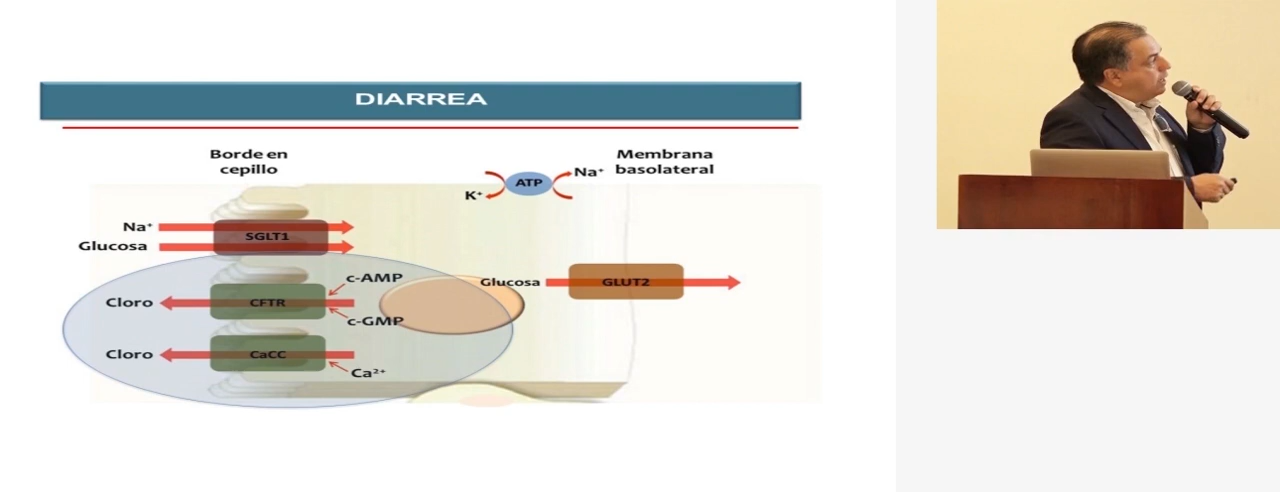 DIARREA
Borde en
cepillo
Membrana
basolateral
ATP
Na⁺
K⁺
Na⁺
Glucosa
SGLT1
c-AMP
Glucosa
GLUT2
Cloro
CFTR
c-GMP
Cloro
CaCC
Ca²⁺